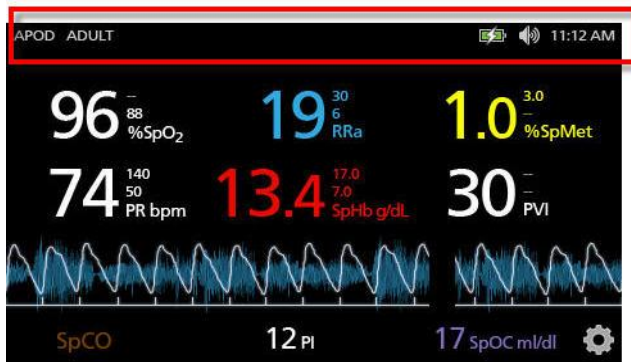 APOD ADULT 11:12 AM
96 -- 88 %SpO₂
19 30 6 RRa
1.0 3.0 -- %SpMet
74 140 50 PR bpm
13.4 17.0 7.0 SpHb g/dL
30 -- -- PVI
SpCO 12 PI 17 SpOC ml/dl